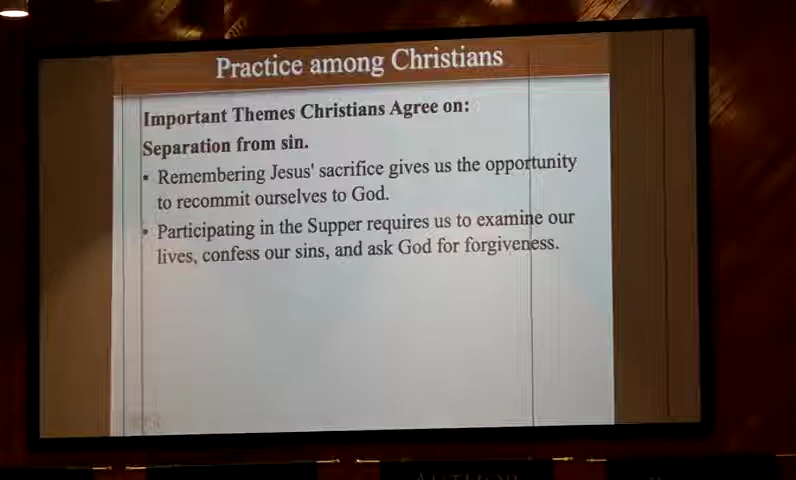 Practice among Christians
Important Themes Christians Agree on:
Separation from sin.
• Remembering Jesus' sacrifice gives us the opportunity
to recommit ourselves to God.
• Participating in the Supper requires us to examine our
lives, confess our sins, and ask God for forgiveness.